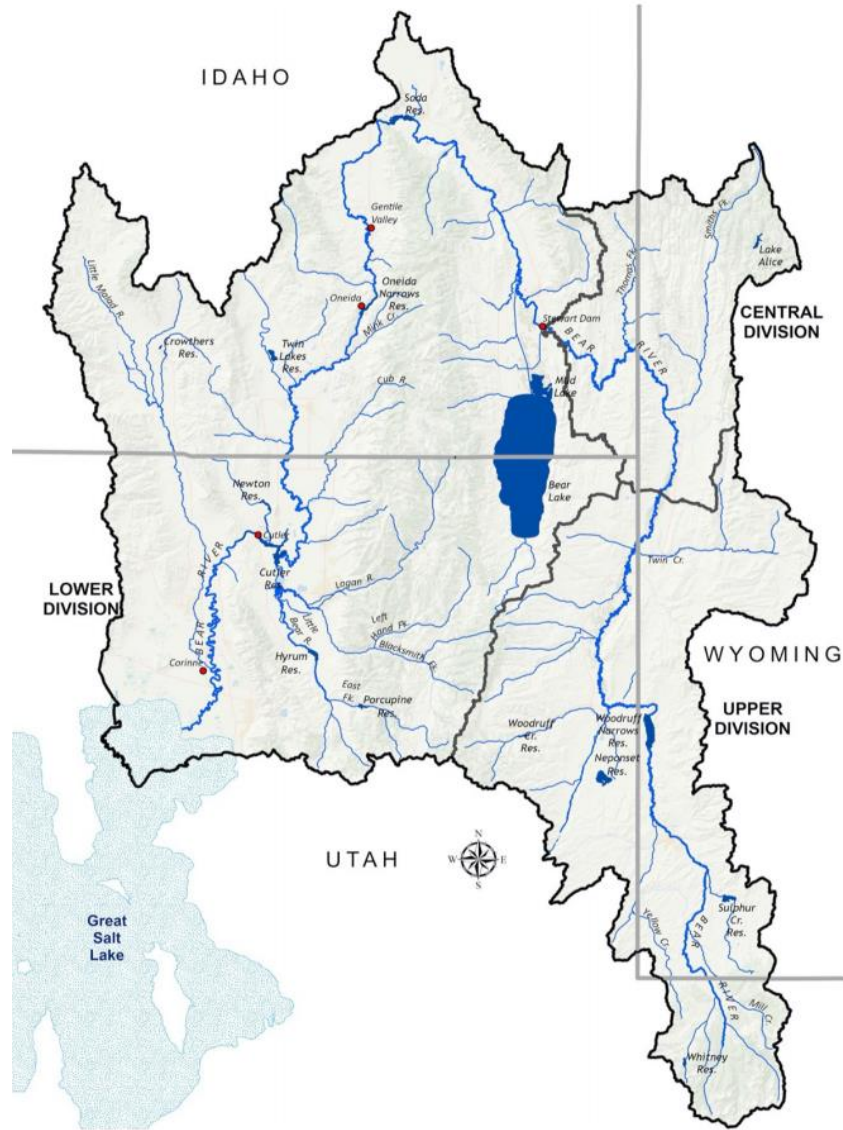 IDAHO
Soda
Res.
Smiths Fk.
Gentile
Valley
Thomas Fk.
Lake
Alice
Little Malad R.
Oneida
Narrows
Res.
Oneida
Mink Cr.
CENTRAL
DIVISION
Stewart Dam
BEAR
RIVER
Crowthers
Res.
Twin
Lakes
Res.
Cub R.
Mud
Lake
Newton
Res.
Bear
Lake
Cutler
RIVER
BEAR
Cutler
Res.
Twin Cr.
LOWER
DIVISION
Logan R.
Little
Bear R.
Left
Hand Fk.
Blacksmith Fk.
WYOMING
Corinne
Hyrum
Res.
East
Fk.
Porcupine
Res.
UPPER
DIVISION
Woodruff
Cr.
Res.
Woodruff
Narrows
Res.
Neponset
Res.
UTAH
N
W
E
S
Great
Salt
Lake
Yellow Cr.
Sulphur
Cr.
Res.
BEAR
RIVER
Mill Cr.
Whitney
Res.